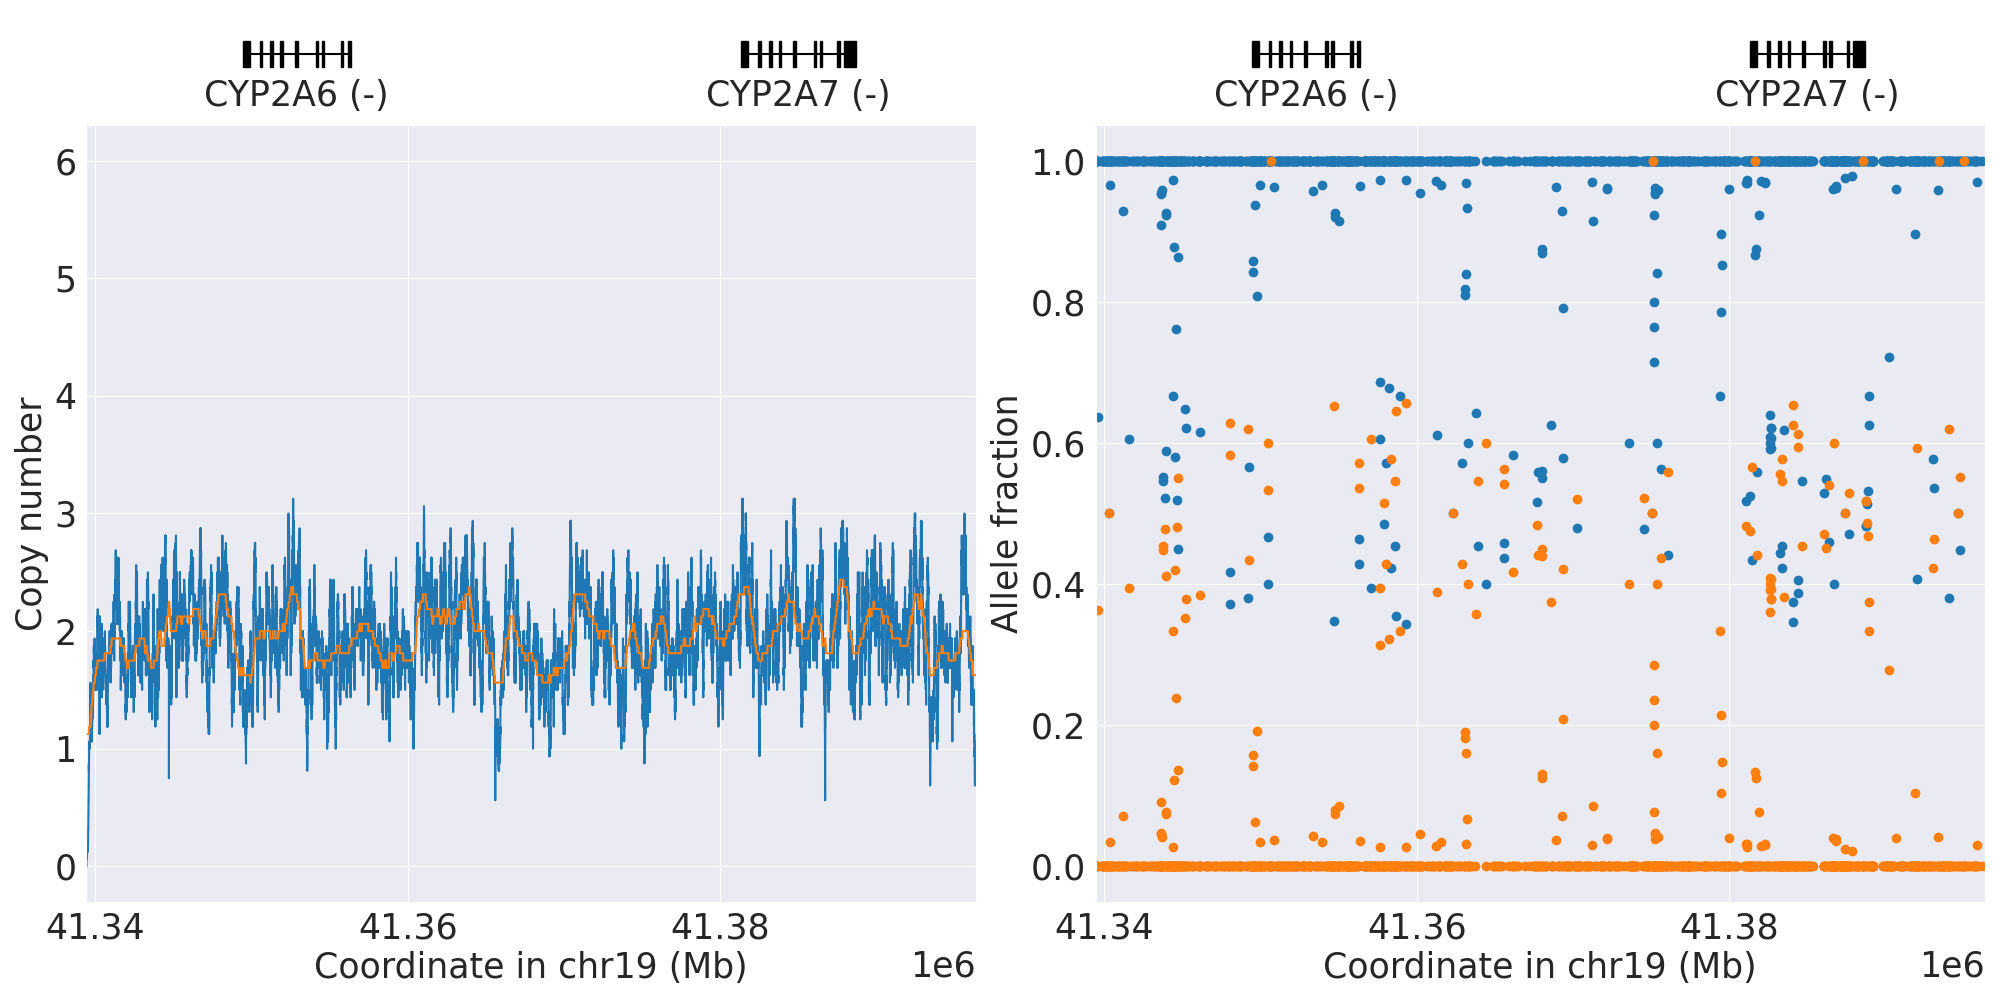 CYP2A6 (-)
CYP2A7 (-)
6
5
4
3
2
1
0
Copy number
41.34
41.36
41.38
Coordinate in chr19 (Mb)
1e6
CYP2A6 (-)
CYP2A7 (-)
1.0
0.8
0.6
0.4
0.2
0.0
Allele fraction
41.34
41.36
41.38
Coordinate in chr19 (Mb)
1e6